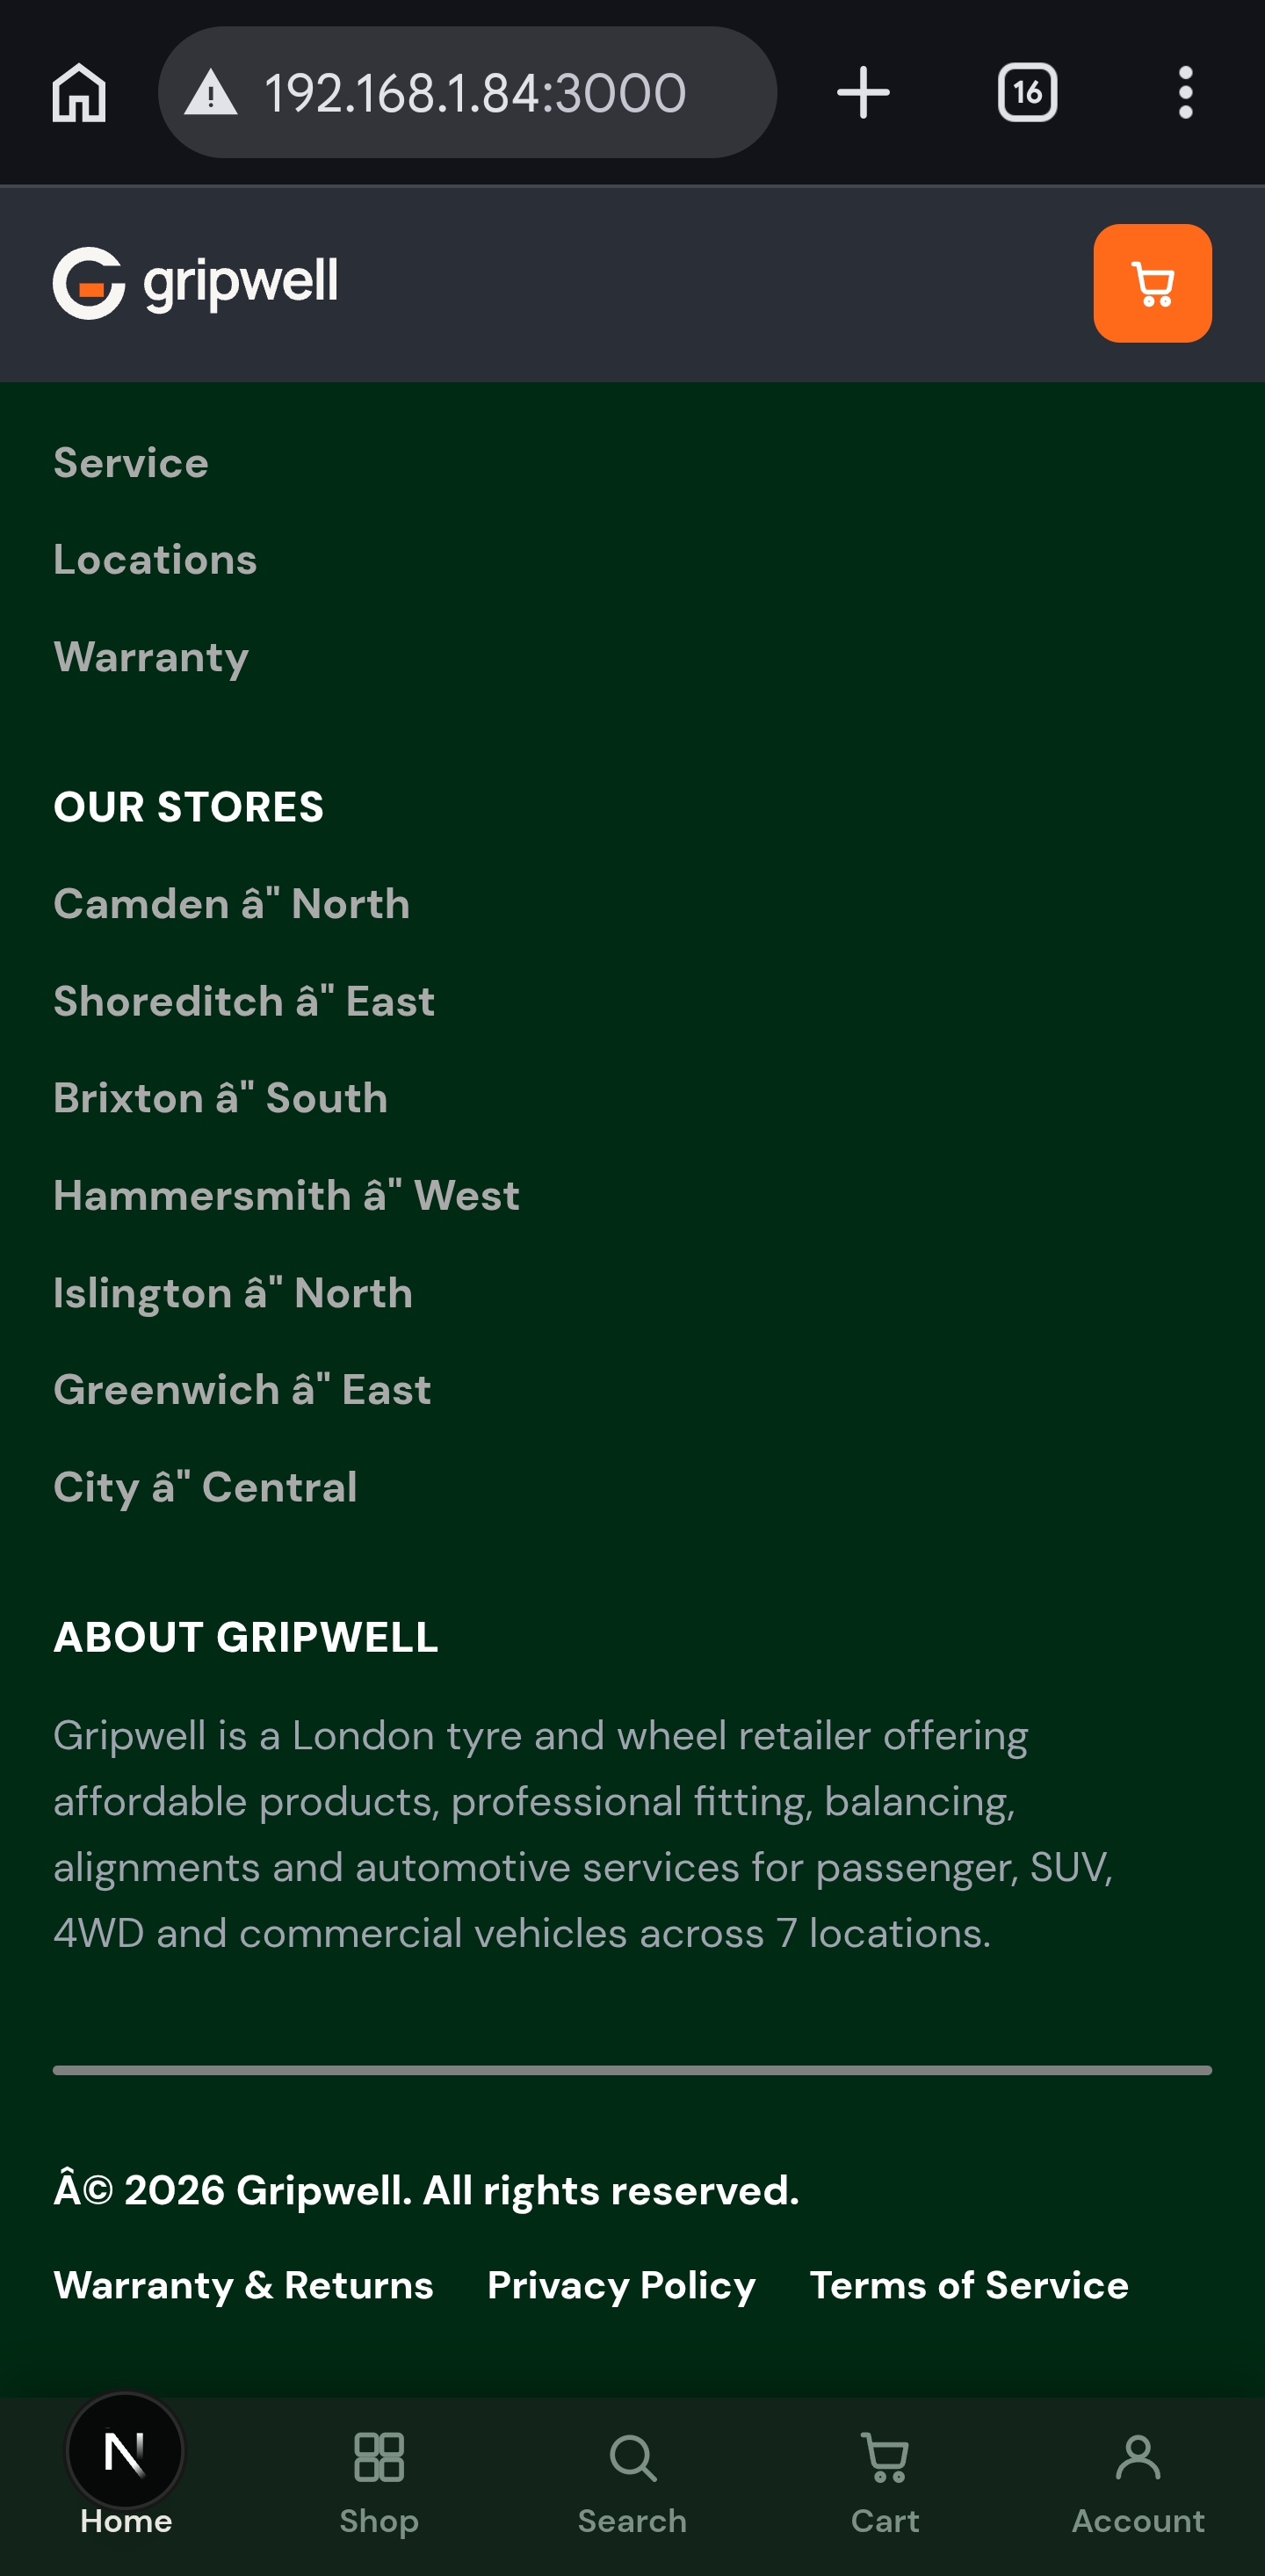 192.168.1.84:3000
16
gripwell
Service
Locations
Warranty
OUR STORES
Camden â" North
Shoreditch â" East
Brixton â" South
Hammersmith â" West
Islington â" North
Greenwich â" East
City â" Central
ABOUT GRIPWELL
Gripwell is a London tyre and wheel retailer offering
affordable products, professional fitting, balancing,
alignments and automotive services for passenger, SUV,
4WD and commercial vehicles across 7 locations.
Â© 2026 Gripwell. All rights reserved.
Warranty & Returns Privacy Policy Terms of Service
N
Home Shop Search Cart Account